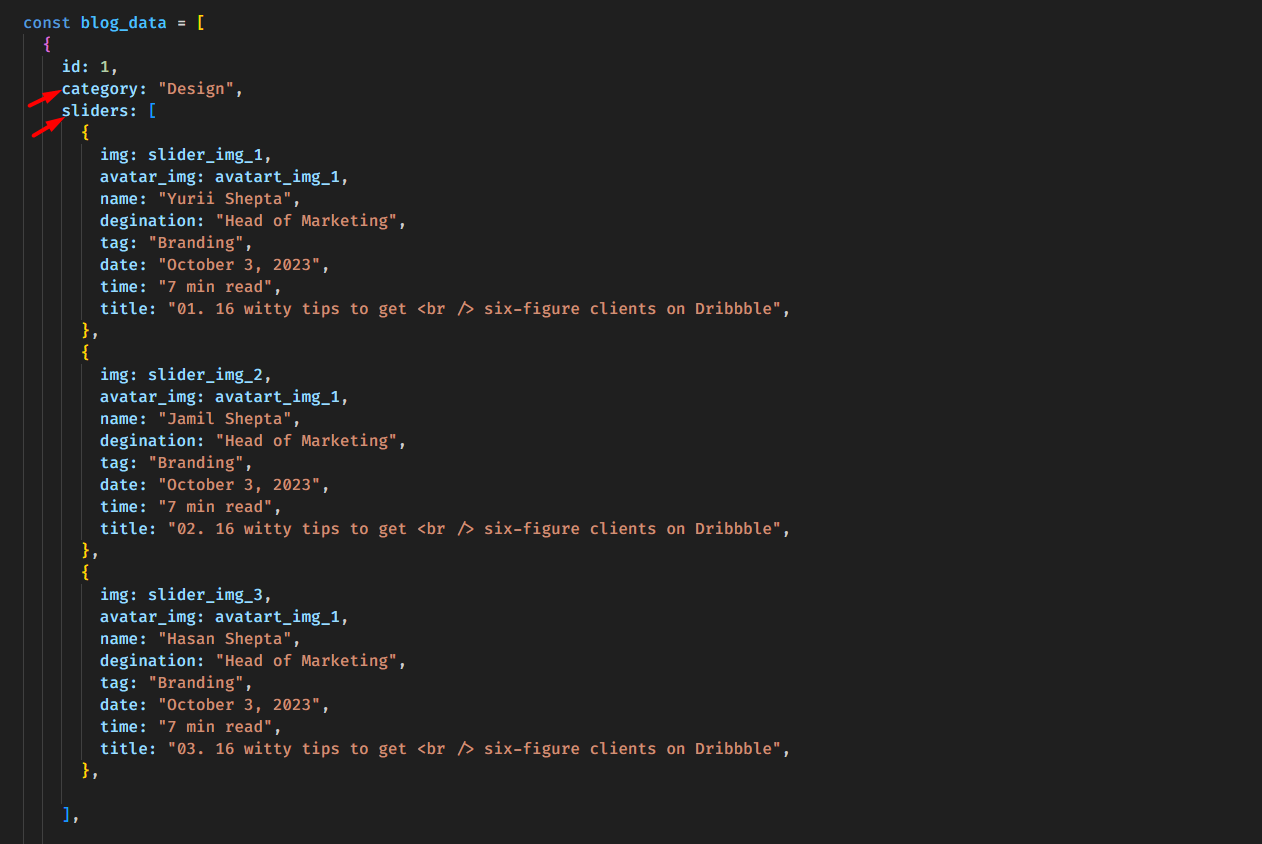 const blog_data = [
{
id: 1,
category: "Design",
sliders: [
{
img: slider_img_1,
avatar_img: avatart_img_1,
name: "Yurii Shepta",
degination: "Head of Marketing",
tag: "Branding",
date: "October 3, 2023",
time: "7 min read",
title: "01. 16 witty tips to get <br /> six-figure clients on Dribbble",
},
{
img: slider_img_2,
avatar_img: avatart_img_1,
name: "Jamil Shepta",
degination: "Head of Marketing",
tag: "Branding",
date: "October 3, 2023",
time: "7 min read",
title: "02. 16 witty tips to get <br /> six-figure clients on Dribbble",
},
{
img: slider_img_3,
avatar_img: avatart_img_1,
name: "Hasan Shepta",
degination: "Head of Marketing",
tag: "Branding",
date: "October 3, 2023",
time: "7 min read",
title: "03. 16 witty tips to get <br /> six-figure clients on Dribbble",
},
],